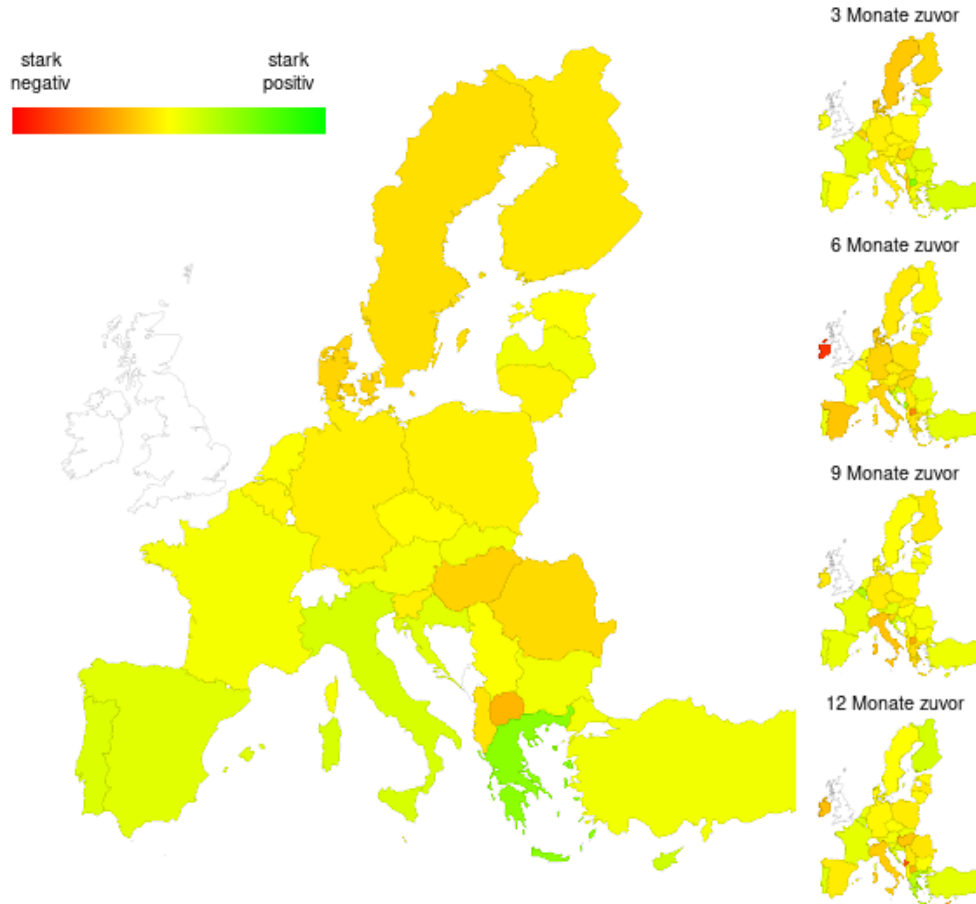 stark
negativ
stark
positiv
3 Monate zuvor
6 Monate zuvor
9 Monate zuvor
12 Monate zuvor